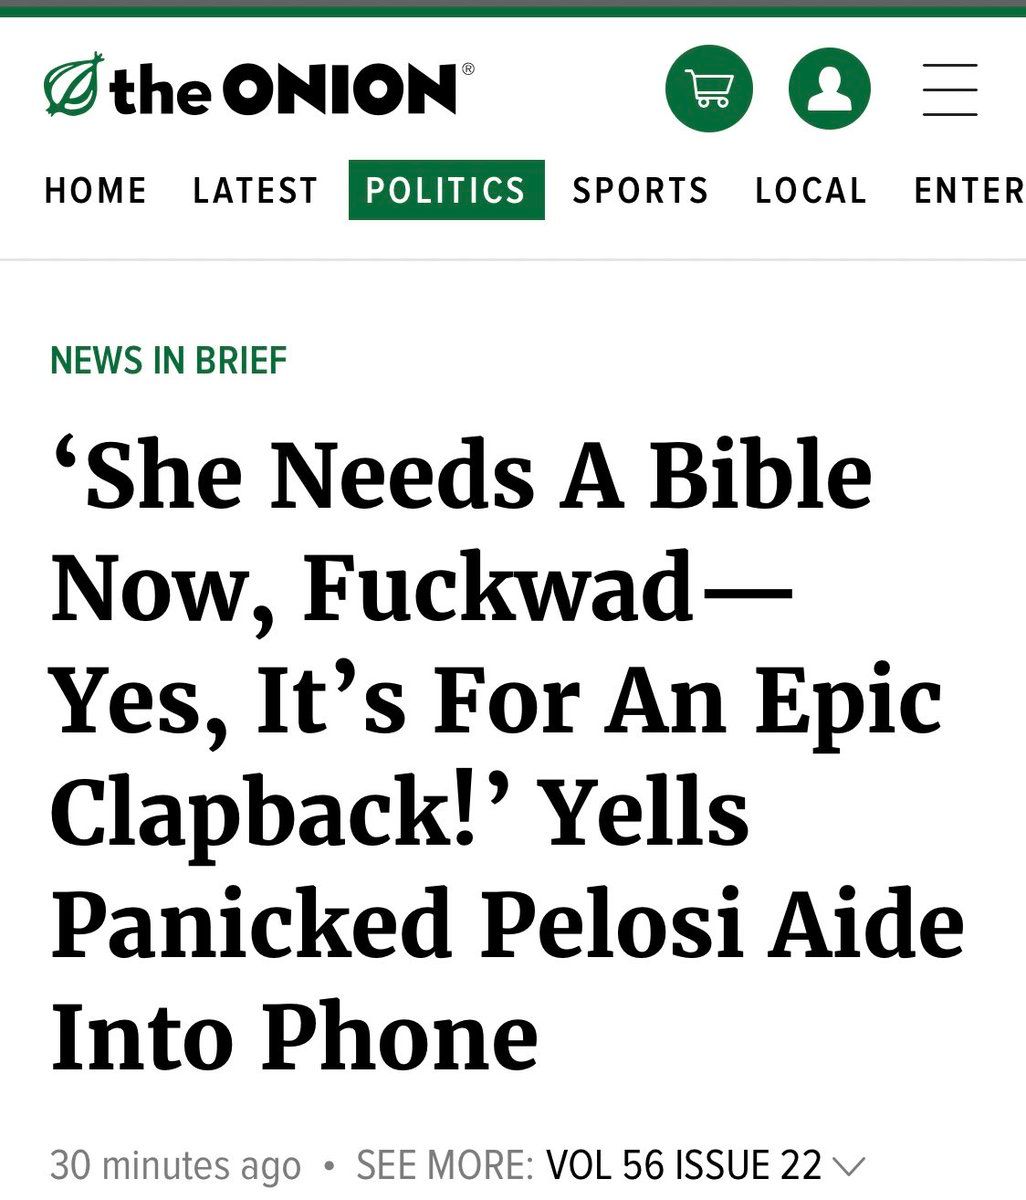 the ONION®
HOME LATEST POLITICS SPORTS LOCAL ENTER
NEWS IN BRIEF
‘She Needs A Bible
Now, Fuckwad—
Yes, It’s For An Epic
Clapback!’ Yells
Panicked Pelosi Aide
Into Phone
30 minutes ago • SEE MORE: VOL 56 ISSUE 22